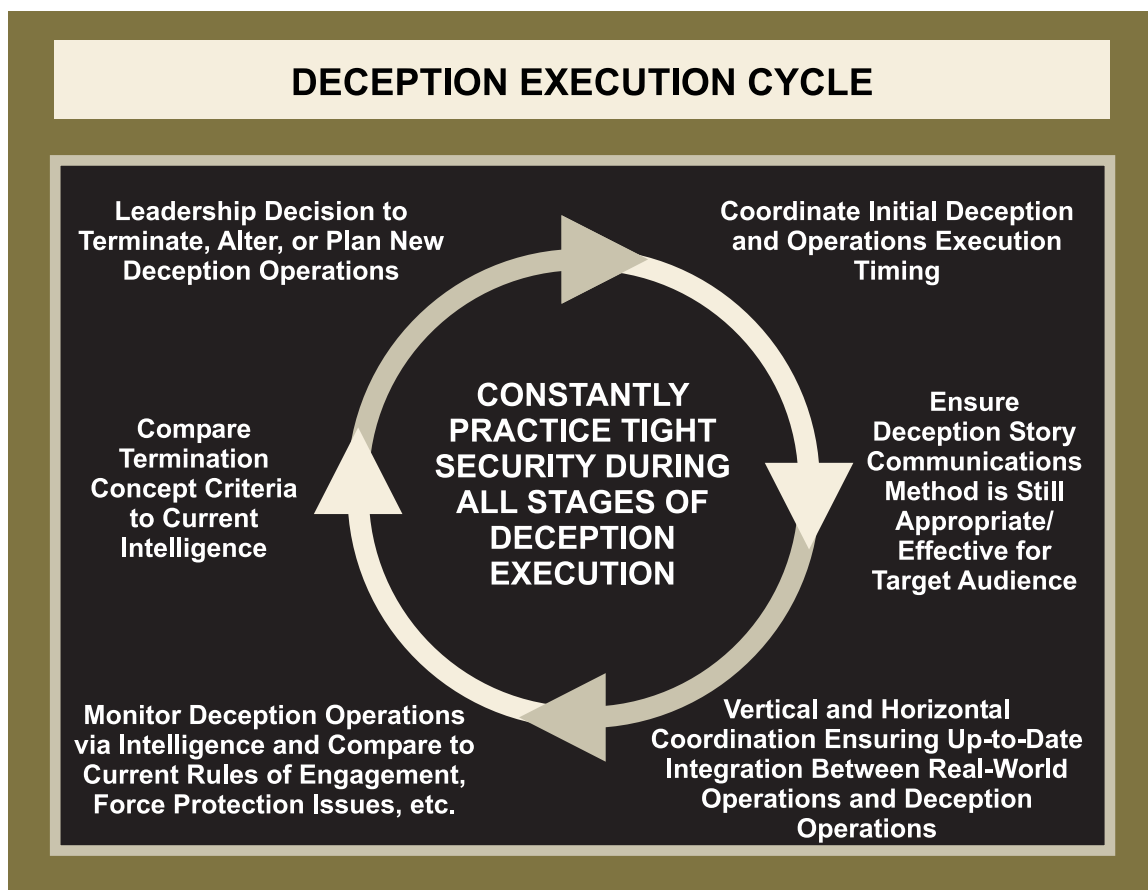 DECEPTION EXECUTION CYCLE
Leadership Decision to
Terminate, Alter, or Plan New
Deception Operations
Coordinate Initial Deception
and Operations Execution
Timing
Ensure
Deception Story
Communications
Method is Still
Appropriate/
Effective for
Target Audience
Vertical and Horizontal
Coordination Ensuring Up-to-Date
Integration Between Real-World
Operations and Deception
Operations
Monitor Deception Operations
via Intelligence and Compare to
Current Rules of Engagement,
Force Protection Issues, etc.
Compare
Termination
Concept Criteria
to Current
Intelligence
CONSTANTLY
PRACTICE TIGHT
SECURITY DURING
ALL STAGES OF
DECEPTION
EXECUTION